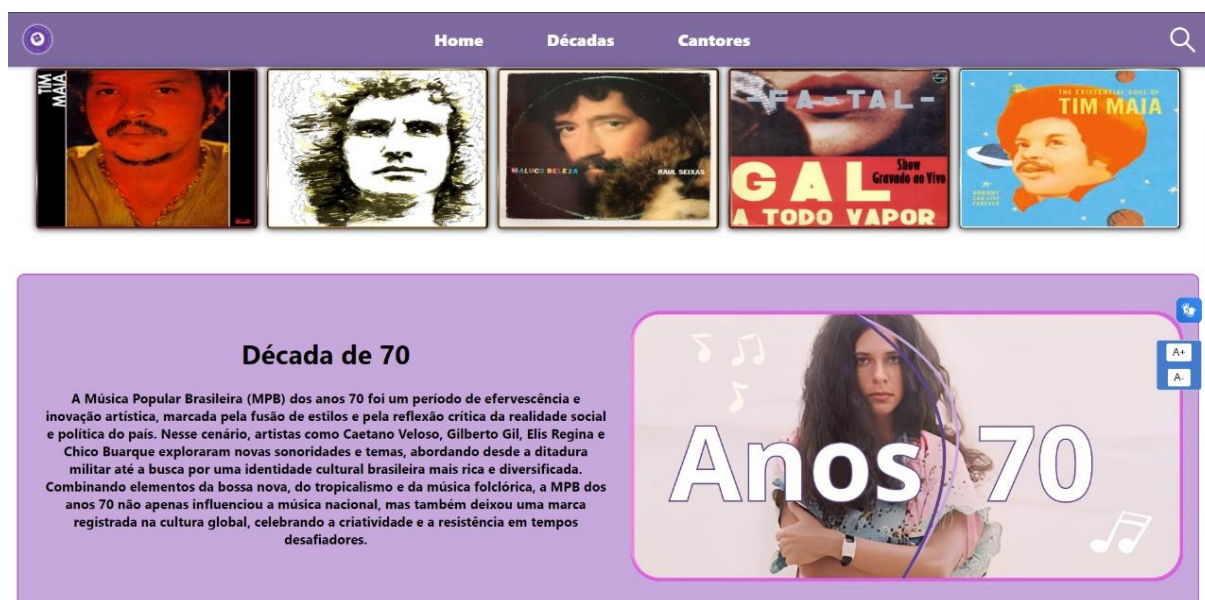 Home Décadas Cantores
TIM
MAIA
MALUCO BELEZA
RAUL SEIXAS
-FA-TAL-
GAL
Show
Gravado ao Vivo
A TODO VAPOR
THE EXISTENTIAL SOUL OF
TIM MAIA
NOBODY
CAN LIVE
FOREVER
Década de 70
A Música Popular Brasileira (MPB) dos anos 70 foi um período de efervescência e
inovação artística, marcada pela fusão de estilos e pela reflexão crítica da realidade social
e política do país. Nesse cenário, artistas como Caetano Veloso, Gilberto Gil, Elis Regina e
Chico Buarque exploraram novas sonoridades e temas, abordando desde a ditadura
militar até a busca por uma identidade cultural brasileira mais rica e diversificada.
Combinando elementos da bossa nova, do tropicalismo e da música folclórica, a MPB dos
anos 70 não apenas influenciou a música nacional, mas também deixou uma marca
registrada na cultura global, celebrando a criatividade e a resistência em tempos
desafiadores.
Anos 70
A+
A-